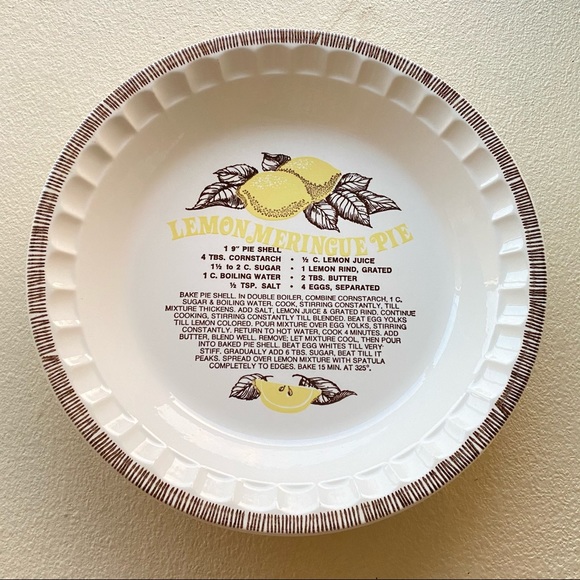 LEMON MERINGUE PIE
1 9" PIE SHELL
4 TBS. CORNSTARCH • ½ C. LEMON JUICE
1½ to 2 C. SUGAR • 1 LEMON RIND, GRATED
1 C. BOILING WATER • 2 TBS. BUTTER
½ TSP. SALT • 4 EGGS, SEPARATED
BAKE PIE SHELL. IN DOUBLE BOILER, COMBINE CORNSTARCH, 1 C.
SUGAR & BOILING WATER. COOK, STIRRING CONSTANTLY, TILL
MIXTURE THICKENS. ADD SALT, LEMON JUICE & GRATED RIND. CONTINUE
COOKING, STIRRING CONSTANTLY TILL BLENDED. BEAT EGG YOLKS
TILL LEMON COLORED. POUR MIXTURE OVER EGG YOLKS, STIRRING
CONSTANTLY. RETURN TO HOT WATER, COOK 4 MINUTES. ADD
BUTTER, BLEND WELL. REMOVE; LET MIXTURE COOL, THEN POUR
INTO BAKED PIE SHELL. BEAT EGG WHITES TILL VERY
STIFF. GRADUALLY ADD 6 TBS. SUGAR, BEAT TILL IT
PEAKS. SPREAD OVER LEMON MIXTURE WITH SPATULA
COMPLETELY TO EDGES. BAKE 15 MIN. AT 325°.